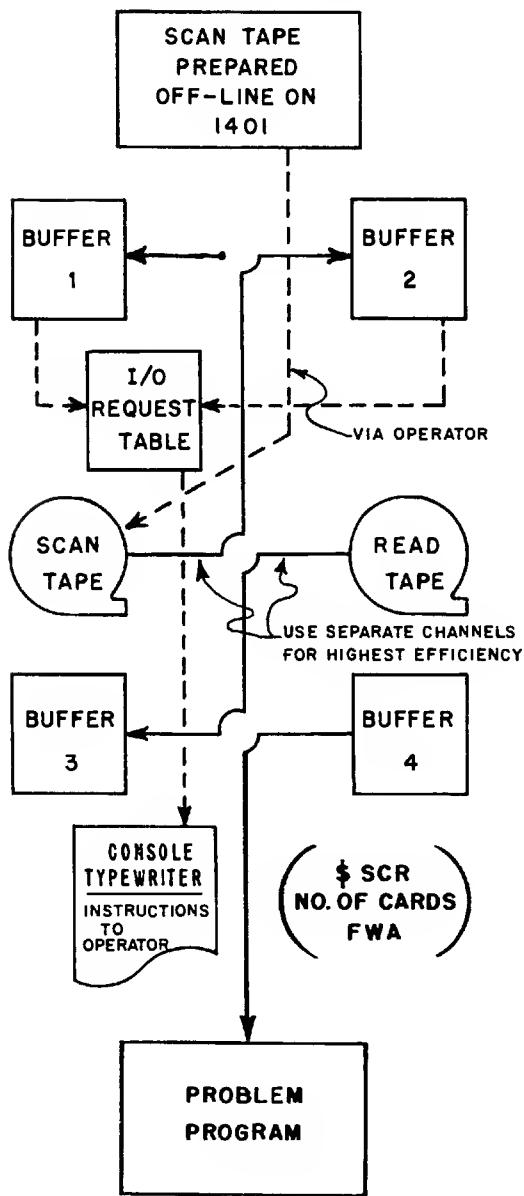 SCAN TAPE
PREPARED
OFF-LINE ON
1401
BUFFER
1
BUFFER
2
I/O
REQUEST
TABLE
VIA OPERATOR
SCAN
TAPE
READ
TAPE
USE SEPARATE CHANNELS
FOR HIGHEST EFFICIENCY
BUFFER
3
BUFFER
4
CONSOLE
TYPEWRITER
INSTRUCTIONS
TO
OPERATOR
$ SCR
NO. OF CARDS
FWA
PROBLEM
PROGRAM